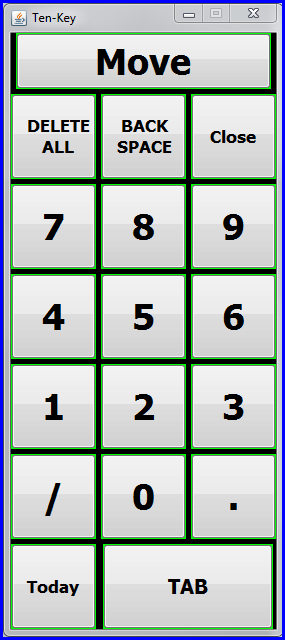 Ten-Key
Move
DELETE ALL
BACK SPACE
Close
7 8 9
4 5 6
1 2 3
/ 0 .
Today TAB